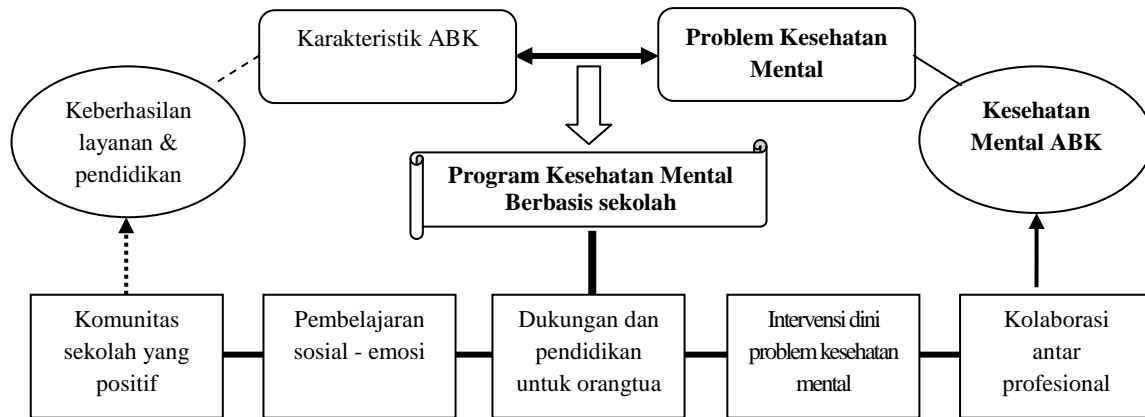 Karakteristik ABK
Problem Kesehatan
Mental
Keberhasilan
layanan &
pendidikan
Kesehatan
Mental ABK
Program Kesehatan Mental
Berbasis sekolah
Komunitas
sekolah yang
positif
Pembelajaran
sosial - emosi
Dukungan dan
pendidikan
untuk orangtua
Intervensi dini
problem kesehatan
mental
Kolaborasi
antar
profesional